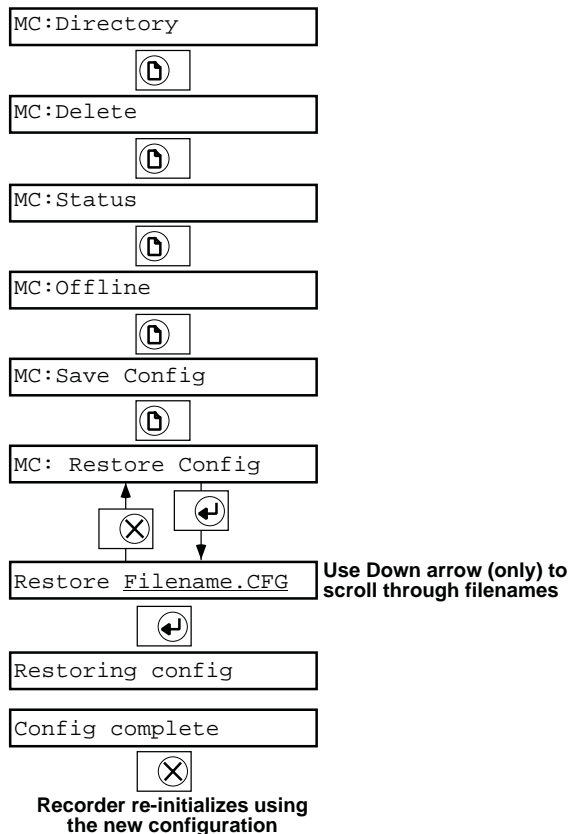 MC:Directory
MC:Delete
MC:Status
MC:Offline
MC:Save Config
MC: Restore Config
Restore Filename.CFG
Use Down arrow (only) to
scroll through filenames
Restoring config
Config complete
Recorder re-initializes using
the new configuration